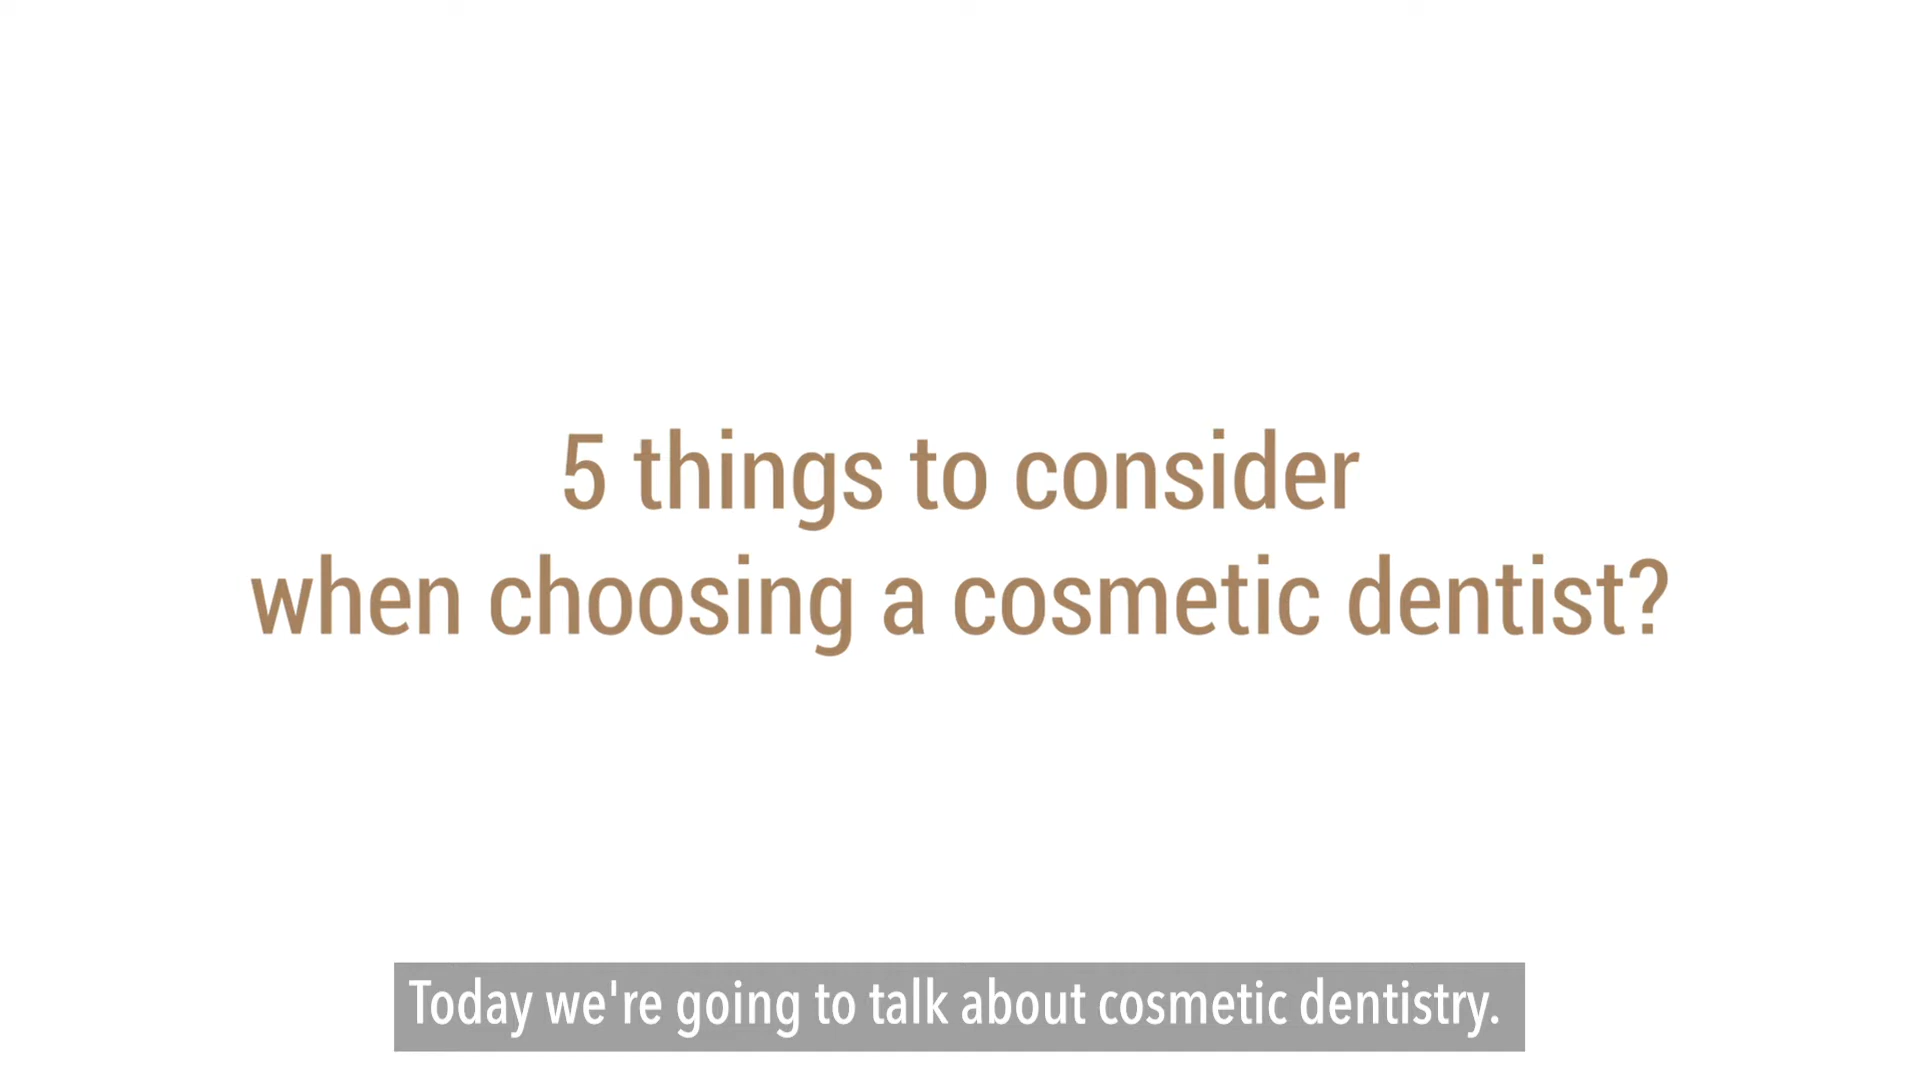 5 things to consider
when choosing a cosmetic dentist?
Today we're going to talk about cosmetic dentistry.